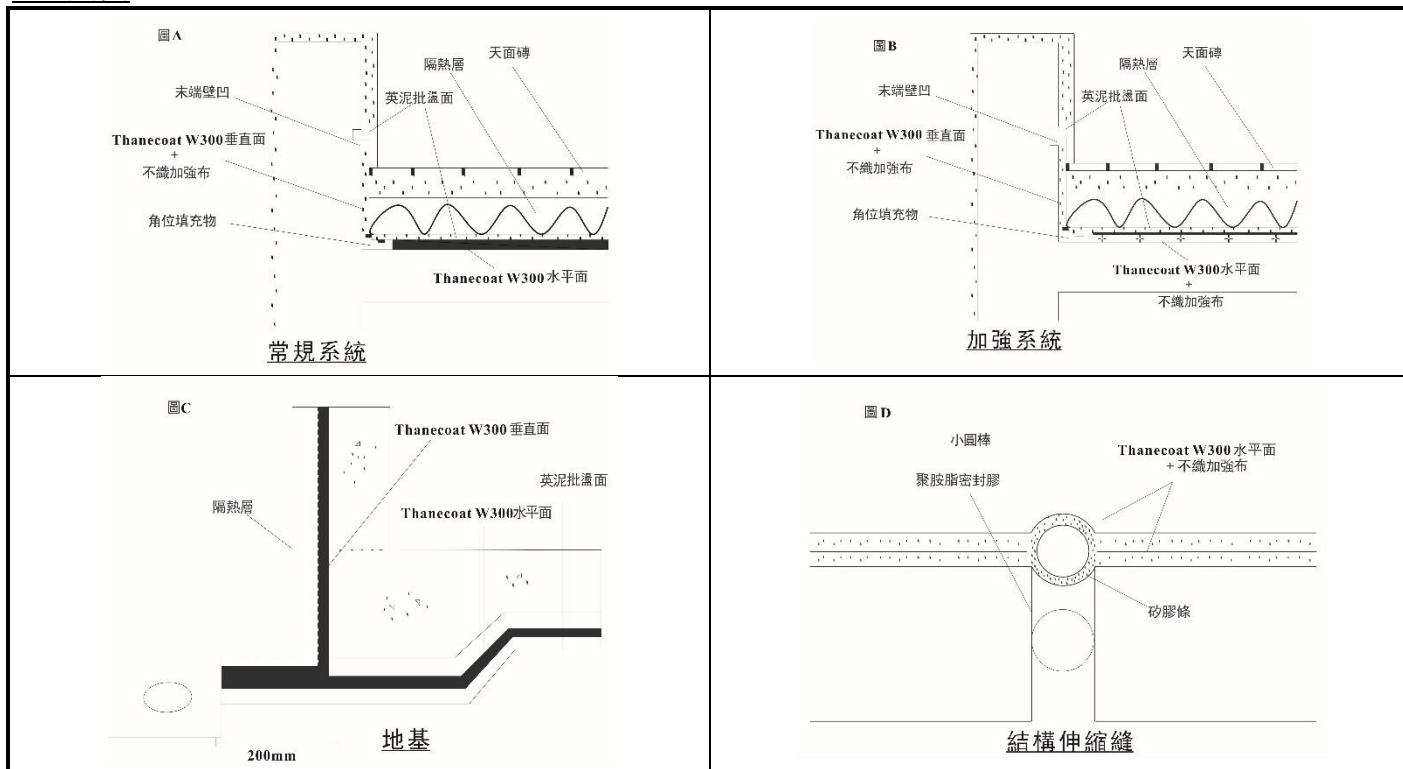 圖A
天面磚
隔熱層
末端壁凹
英泥批盪面
Thanecoat W300 垂直面
+
不織加強布
角位填充物
Thanecoat W300 水平面
常規系統
圖B
天面磚
隔熱層
末端壁凹
英泥批盪面
Thanecoat W300 垂直面
+
不織加強布
角位填充物
Thanecoat W300 水平面
+
不織加強布
加強系統
圖C
Thanecoat W300 垂直面
英泥批盪面
隔熱層
Thanecoat W300水平面
地基
200mm
圖D
小圓棒
Thanecoat W300 水平面
+ 不織加強布
聚胺脂密封膠
矽膠條
結構伸縮縫